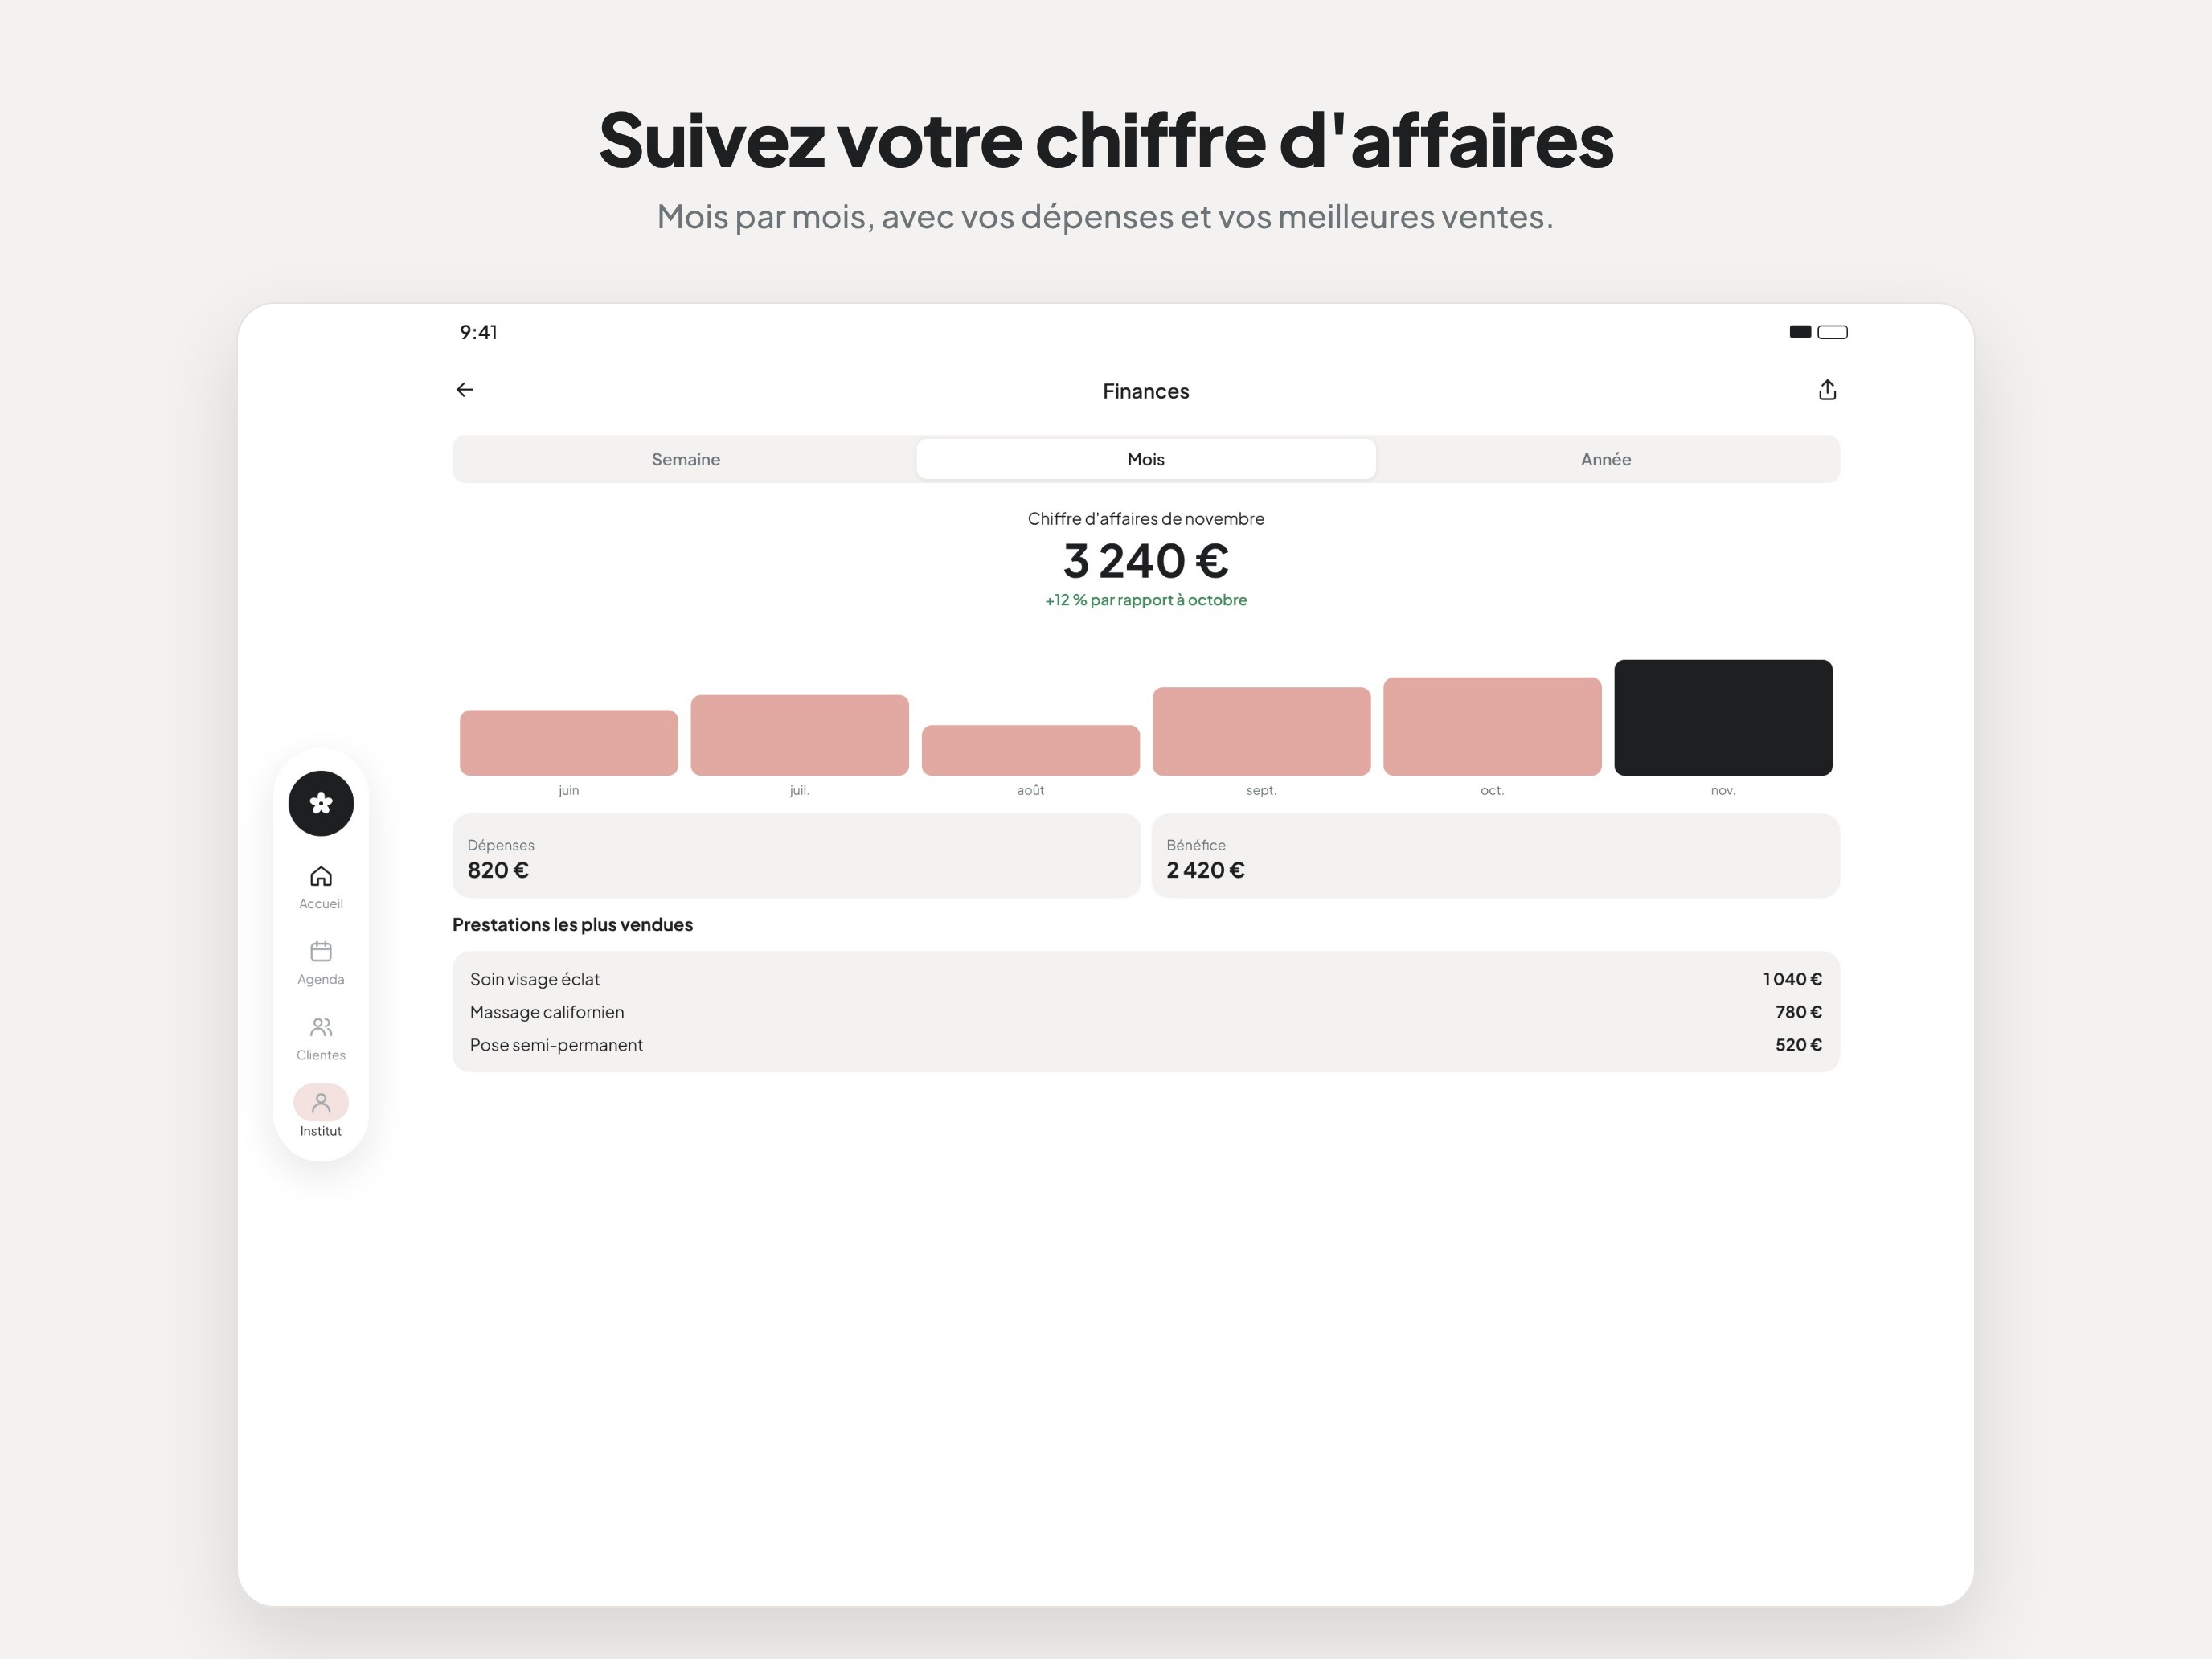 Suivez votre chiffre d'affaires
Mois par mois, avec vos dépenses et vos meilleures ventes.
9:41
Finances
Semaine Mois Année
Chiffre d'affaires de novembre
3 240 €
+12 % par rapport à octobre
juin juil. août sept. oct. nov.
Dépenses
820 €
Bénéfice
2 420 €
Prestations les plus vendues
Soin visage éclat 1 040 €
Massage californien 780 €
Pose semi-permanent 520 €
Accueil
Agenda
Clientes
Institut